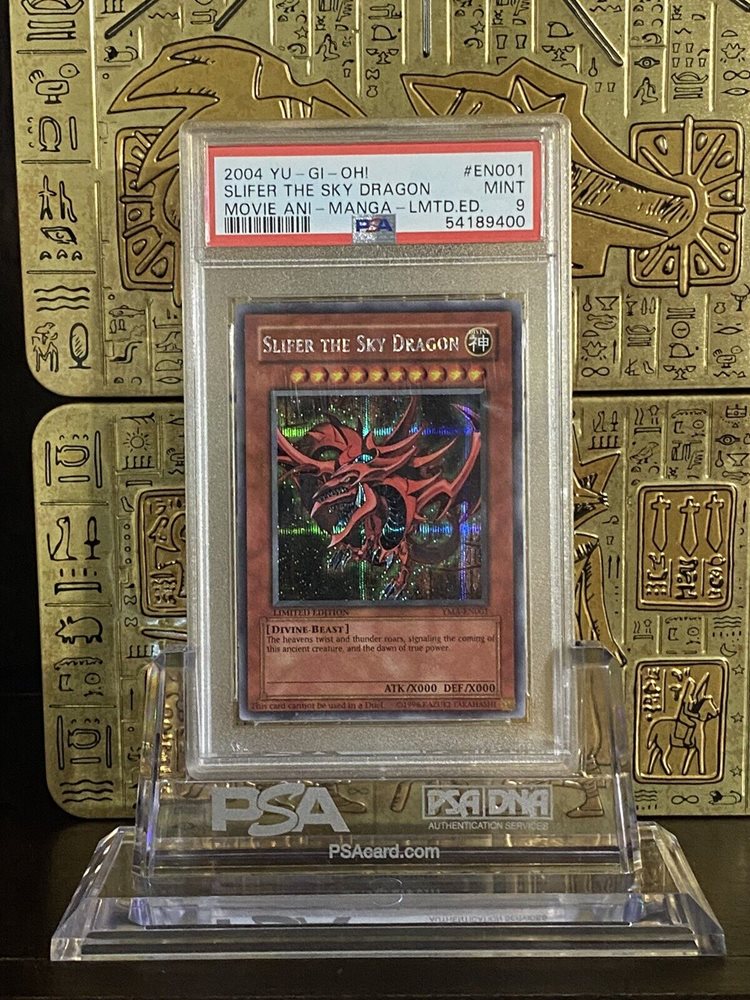 2004 YU-GI-OH! #EN001
SLIFER THE SKY DRAGON MINT
MOVIE ANI-MANGA-LMTD.ED. 9
PSA 54189400
SLIFER THE SKY DRAGON 神
LIMITED EDITION YMA-EN001
[DIVINE-BEAST]
The heavens twist and thunder roars, signaling the coming of
this ancient creature, and the dawn of true power.
ATK/X000 DEF/X000
This card cannot be used in a Duel. ©1996 KAZUKI TAKAHASHI
PSA PSA DNA
AUTHENTICATION SERVICES
PSAcard.com